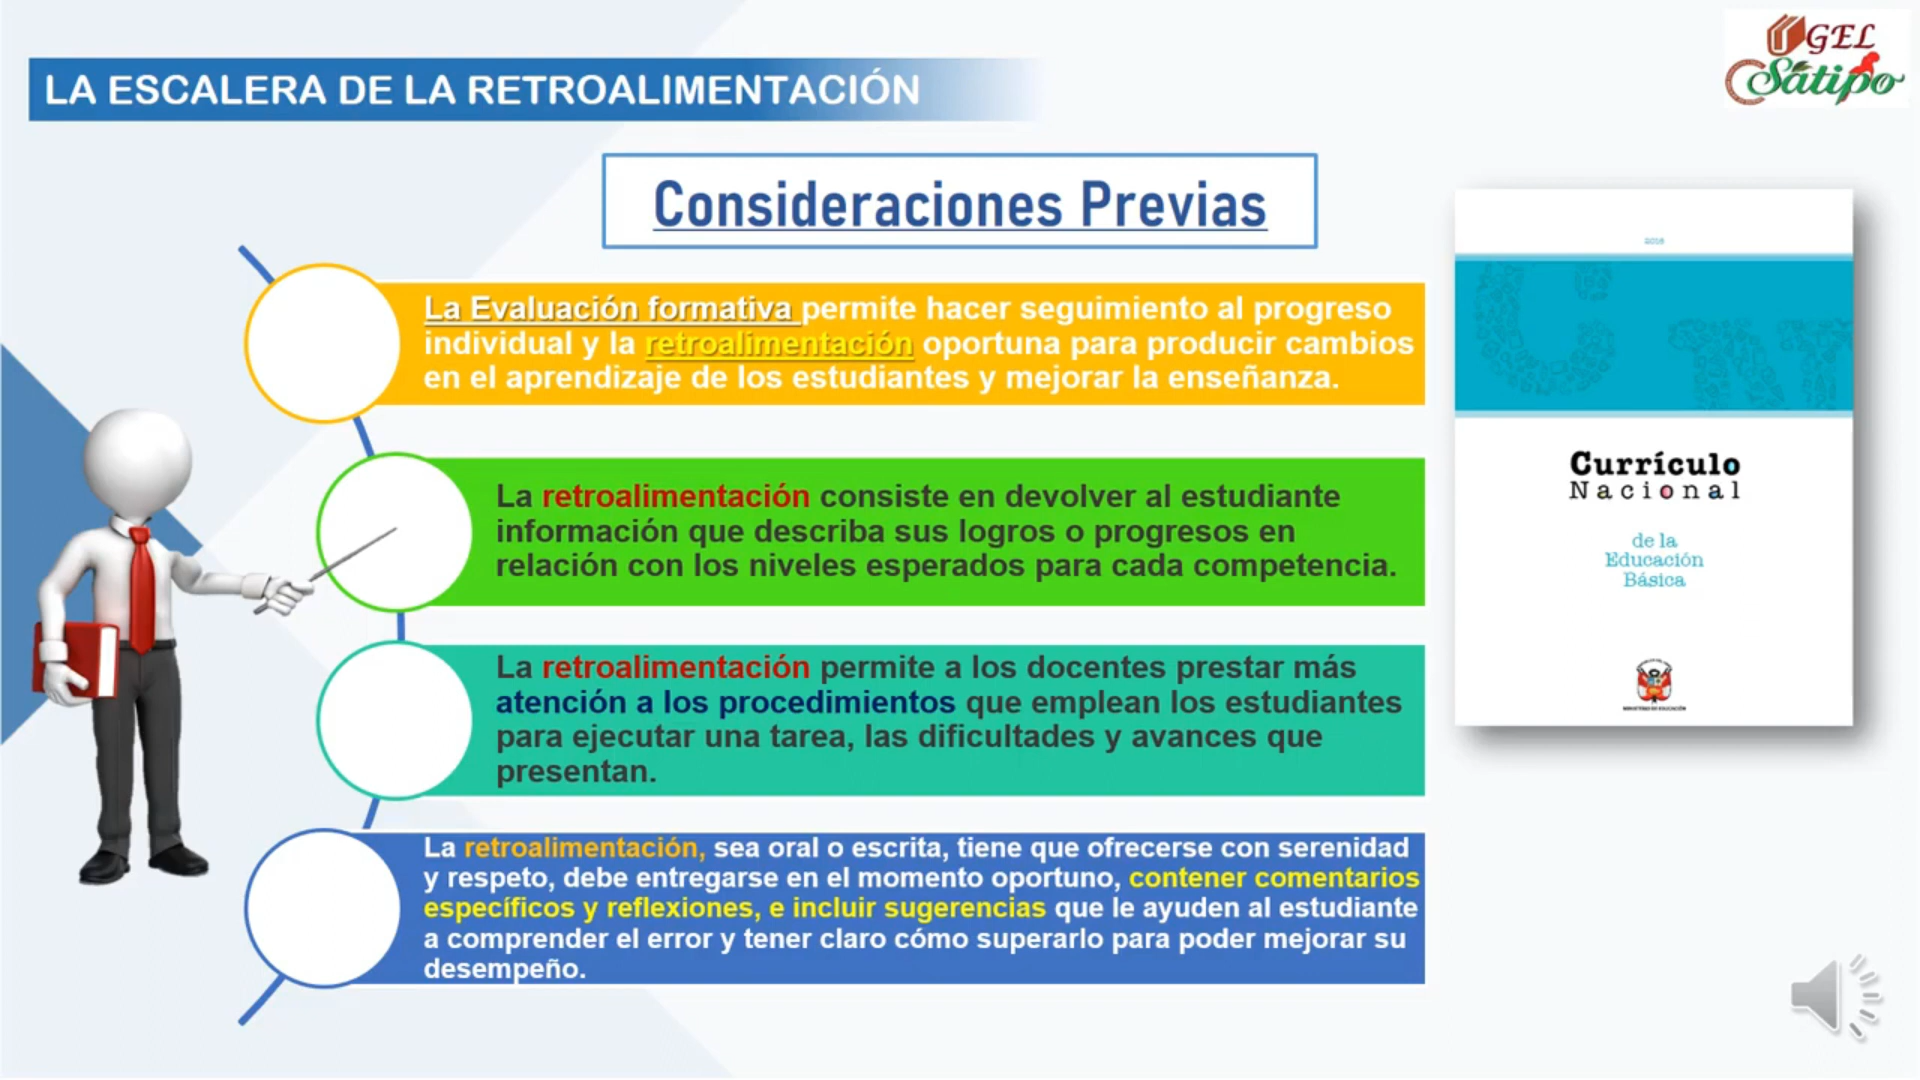 LA ESCALERA DE LA RETROALIMENTACIÓN
UGEL
Satipo
Consideraciones Previas
La Evaluación formativa permite hacer seguimiento al progreso
individual y la retroalimentación oportuna para producir cambios
en el aprendizaje de los estudiantes y mejorar la enseñanza.
La retroalimentación consiste en devolver al estudiante
información que describa sus logros o progresos en
relación con los niveles esperados para cada competencia.
La retroalimentación permite a los docentes prestar más
atención a los procedimientos que emplean los estudiantes
para ejecutar una tarea, las dificultades y avances que
presentan.
La retroalimentación, sea oral o escrita, tiene que ofrecerse con serenidad
y respeto, debe entregarse en el momento oportuno, contener comentarios
específicos y reflexiones, e incluir sugerencias que le ayuden al estudiante
a comprender el error y tener claro cómo superarlo para poder mejorar su
desempeño.
2016
Currículo
Nacional
de la
Educación
Básica
MINISTERIO DE EDUCACIÓN